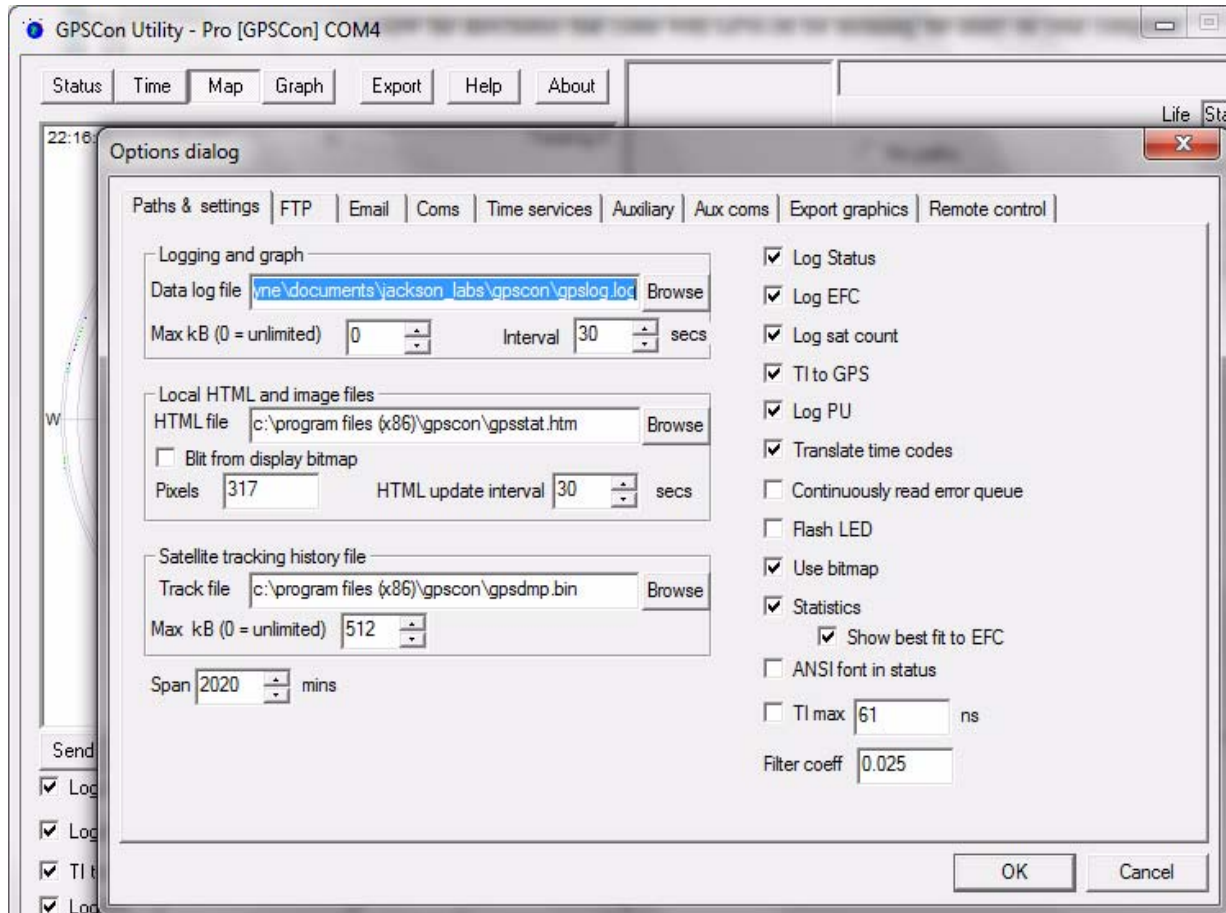 GPSCon Utility - Pro [GPSCon] COM4
Status Time Map Graph Export Help About
Life Sta
22:16:
Options dialog
Paths & settings FTP Email Coms Time services Auxiliary Aux coms Export graphics Remote control
Logging and graph
Data log file yne\documents\jackson_labs\gpscon\gpslog.log Browse
Max kB (0 = unlimited) 0 Interval 30 secs
Local HTML and image files
HTML file c:\program files (x86)\gpscon\gpsstat.htm Browse
Blit from display bitmap
Pixels 317 HTML update interval 30 secs
Satellite tracking history file
Track file c:\program files (x86)\gpscon\gpsdmp.bin Browse
Max kB (0 = unlimited) 512
Span 2020 mins
Log Status
Log EFC
Log sat count
TI to GPS
Log PU
Translate time codes
Continuously read error queue
Flash LED
Use bitmap
Statistics
Show best fit to EFC
ANSI font in status
TI max 61 ns
Filter coeff 0.025
OK Cancel
W
Send
Log
Log
TI t
Log